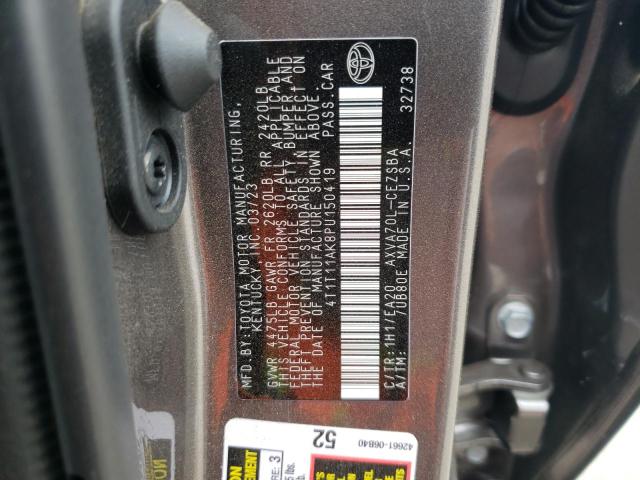 MFD. BY: TOYOTA MOTOR MANUFACTURING,
KENTUCKY, INC. 03/23
GVWR 4475LB GAWR FR 2620LB RR 2420LB
THIS VEHICLE CONFORMS TO ALL APPLICABLE
FEDERAL MOTOR VEHICLE SAFETY, BUMPER, AND
THEFT PREVENTION STANDARDS IN EFFECT ON
THE DATE OF MANUFACTURE SHOWN ABOVE.
4T1T11AK8PU150419 PASS.CAR
C/TR:1H1/EA20 AXVA70L-CEZSBA
A/TM: /UB80E MADE IN U.S.A. 32738
42661-06B40
52